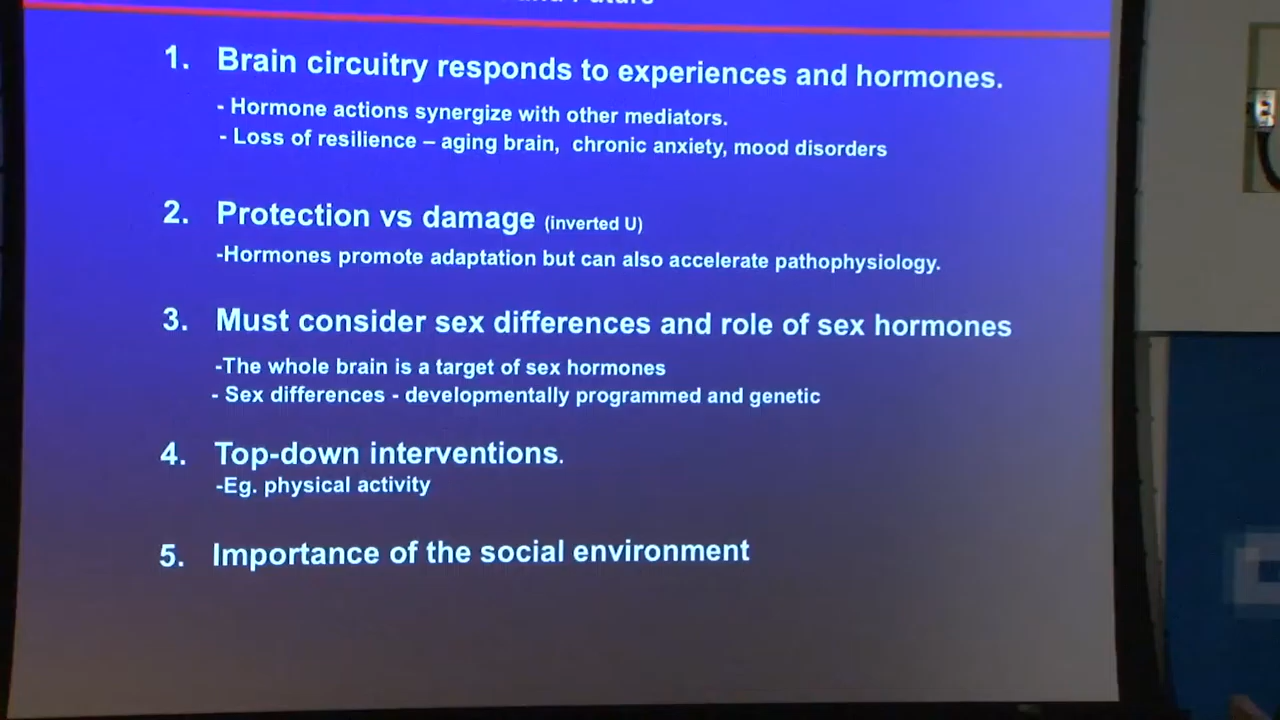 1. Brain circuitry responds to experiences and hormones.
- Hormone actions synergize with other mediators.
- Loss of resilience – aging brain, chronic anxiety, mood disorders
2. Protection vs damage (inverted U)
-Hormones promote adaptation but can also accelerate pathophysiology.
3. Must consider sex differences and role of sex hormones
-The whole brain is a target of sex hormones
- Sex differences - developmentally programmed and genetic
4. Top-down interventions.
-Eg. physical activity
5. Importance of the social environment